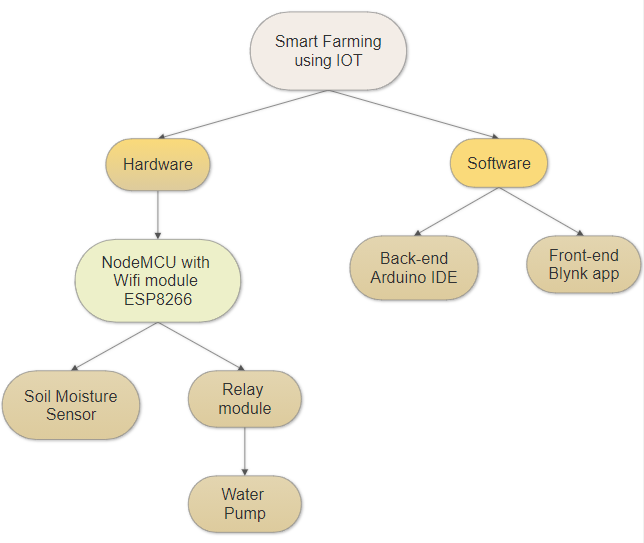 Smart Farming
using IOT
Hardware
Software
NodeMCU with
Wifi module
ESP8266
Back-end
Arduino IDE
Front-end
Blynk app
Soil Moisture
Sensor
Relay
module
Water
Pump